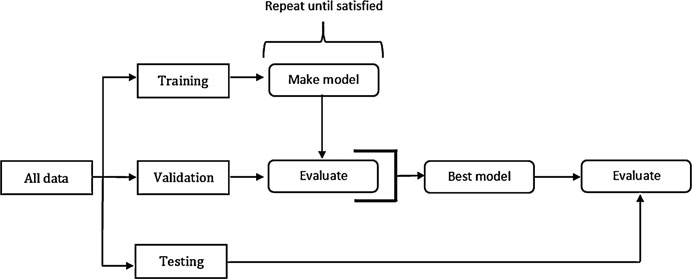 Repeat until satisfied
Training
Make model
All data
Validation
Evaluate
Best model
Evaluate
Testing